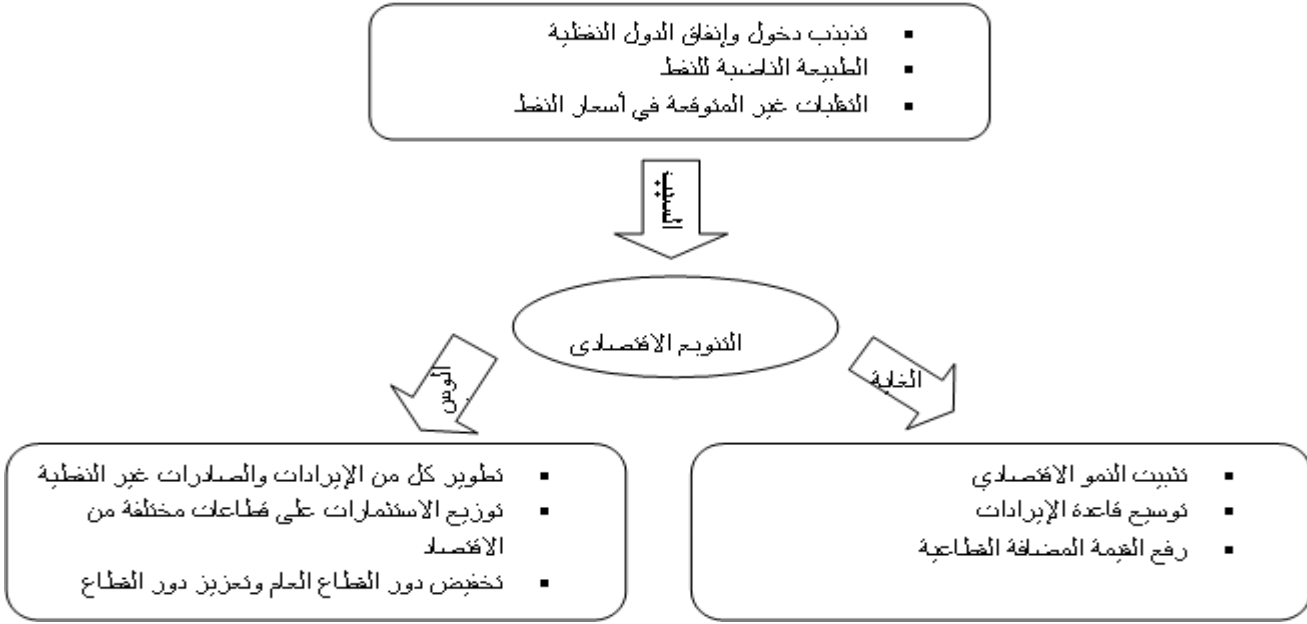 تذبذب دخول وإنفاق الدول النفطية
الطبيعة الناضبة للنفط
التقلبات غير المتوقعة في أسعار النفط
التنويع الاقتصادى
الغاية
تثبيت النمو الاقتصادي
توسيع قاعدة الإيرادات
رفع القيمة المضافة القطاعية
تطوير كل من الإيرادات والصادرات غير النفطية
توزيع الاستثمارات على قطاعات مختلفة من
الاقتصاد
تخفيض دور القطاع العام وتعزيز دور القطاع